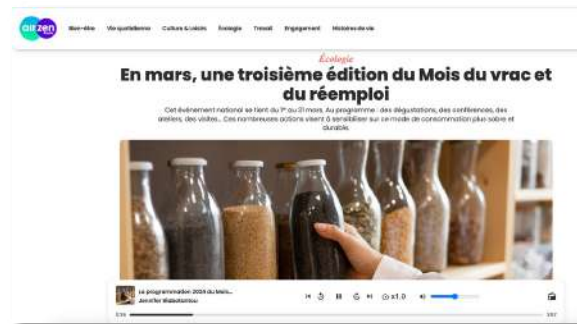 airzen
Bien-être Vie quotidienne Culture & Loisirs Écologie Travail Engagement Histoires de vie
Écologie
En mars, une troisième édition du Mois du vrac et
du réemploi
Cet événement national se tient du 1er au 31 mars. Au programme : des dégustations, des conférences, des
ateliers, des visites... Ces nombreuses actions visent à sensibiliser sur ce mode de consommation plus sobre et
durable.
La programmation 2024 du Mois...
Jennifer
x1.0